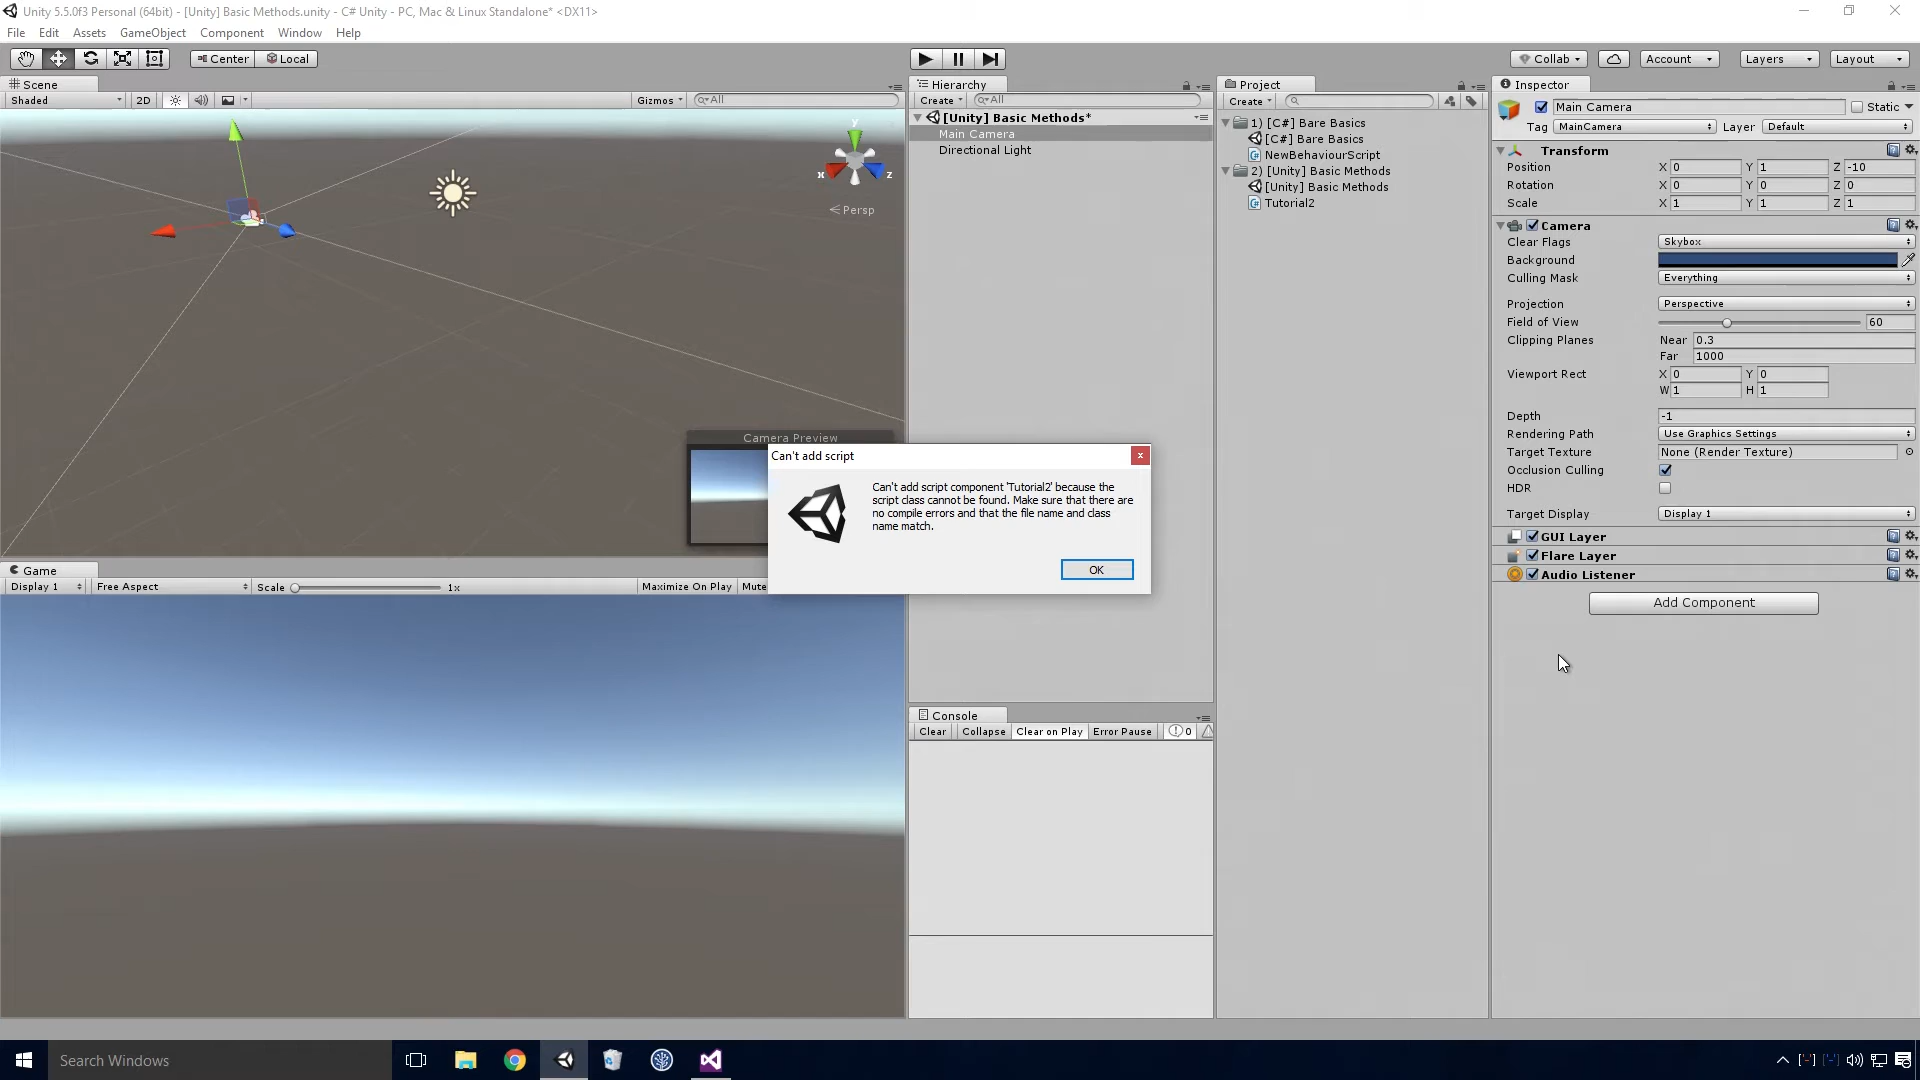 Unity 5.5.0f3 Personal (64bit) - [Unity] Basic Methods.unity - C# Unity - PC, Mac & Linux Standalone* <DX11>
File Edit Assets GameObject Component Window Help
Center Local
Collab Account Layers Layout
Scene
Shaded 2D Gizmos All
y
x z
Persp
Camera Preview
Game
Display 1 Free Aspect Scale 1x Maximize On Play Mute
Hierarchy
Create All
[Unity] Basic Methods*
Main Camera
Directional Light
Console
Clear Collapse Clear on Play Error Pause 0
Project
Create
1) [C#] Bare Basics
[C#] Bare Basics
NewBehaviourScript
2) [Unity] Basic Methods
[Unity] Basic Methods
Tutorial2
Can't add script
x
Can't add script component 'Tutorial2' because the
script class cannot be found. Make sure that there are
no compile errors and that the file name and class
name match.
OK
Inspector
Main Camera Static
Tag MainCamera Layer Default
Transform
Position X 0 Y 1 Z -10
Rotation X 0 Y 0 Z 0
Scale X 1 Y 1 Z 1
Camera
Clear Flags Skybox
Background
Culling Mask Everything
Projection Perspective
Field of View 60
Clipping Planes Near 0.3
Far 1000
Viewport Rect X 0 Y 0
W 1 H 1
Depth -1
Rendering Path Use Graphics Settings
Target Texture None (Render Texture)
Occlusion Culling
HDR
Target Display Display 1
GUI Layer
Flare Layer
Audio Listener
Add Component
Search Windows